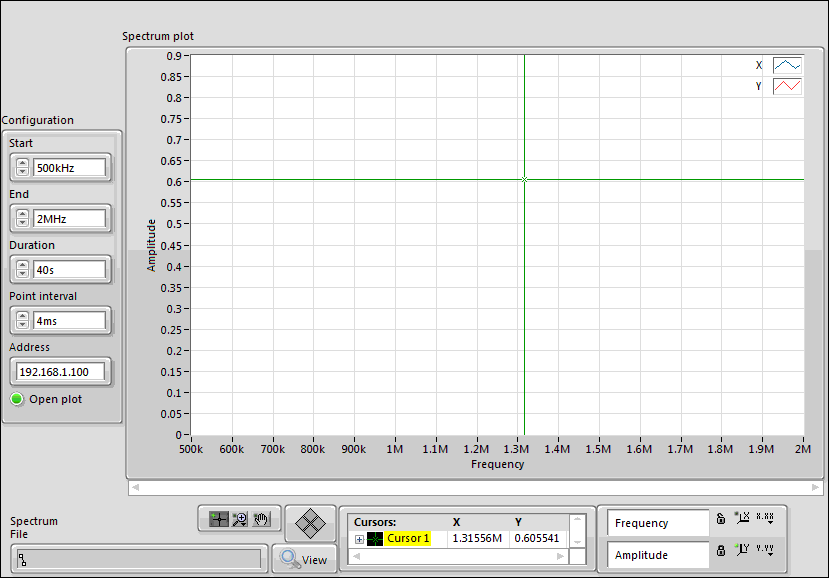 Spectrum plot
0.9
0.85
0.8
0.75
0.7
0.65
0.6
0.55
0.5
0.45
0.4
0.35
0.3
0.25
0.2
0.15
0.1
0.05
0
Amplitude
X
Y
500k 600k 700k 800k 900k 1M 1.1M 1.2M 1.3M 1.4M 1.5M 1.6M 1.7M 1.8M 1.9M 2M
Frequency
Configuration
Start
500kHz
End
2MHz
Duration
40s
Point interval
4ms
Address
192.168.1.100
Open plot
Spectrum
File
View
Cursors: X Y
Cursor 1 1.31556M 0.605541
Frequency X X.XX
Amplitude Y Y.YY